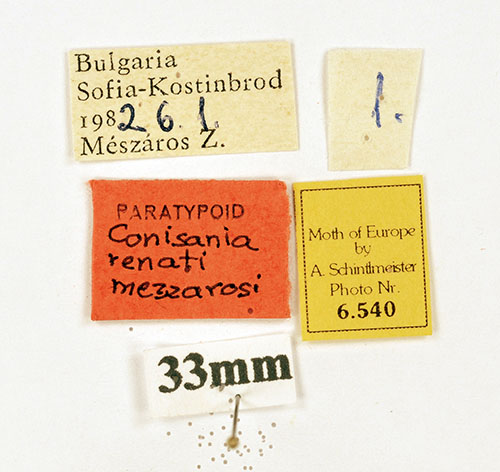 Bulgaria
Sofia-Kostinbrod
1982 6.1.
Mészáros Z.
1.
PARATYPOID
Conisania
renati
mezzarosi
Moth of Europe
by
A. Schintlmeister
Photo Nr.
6.540
33mm